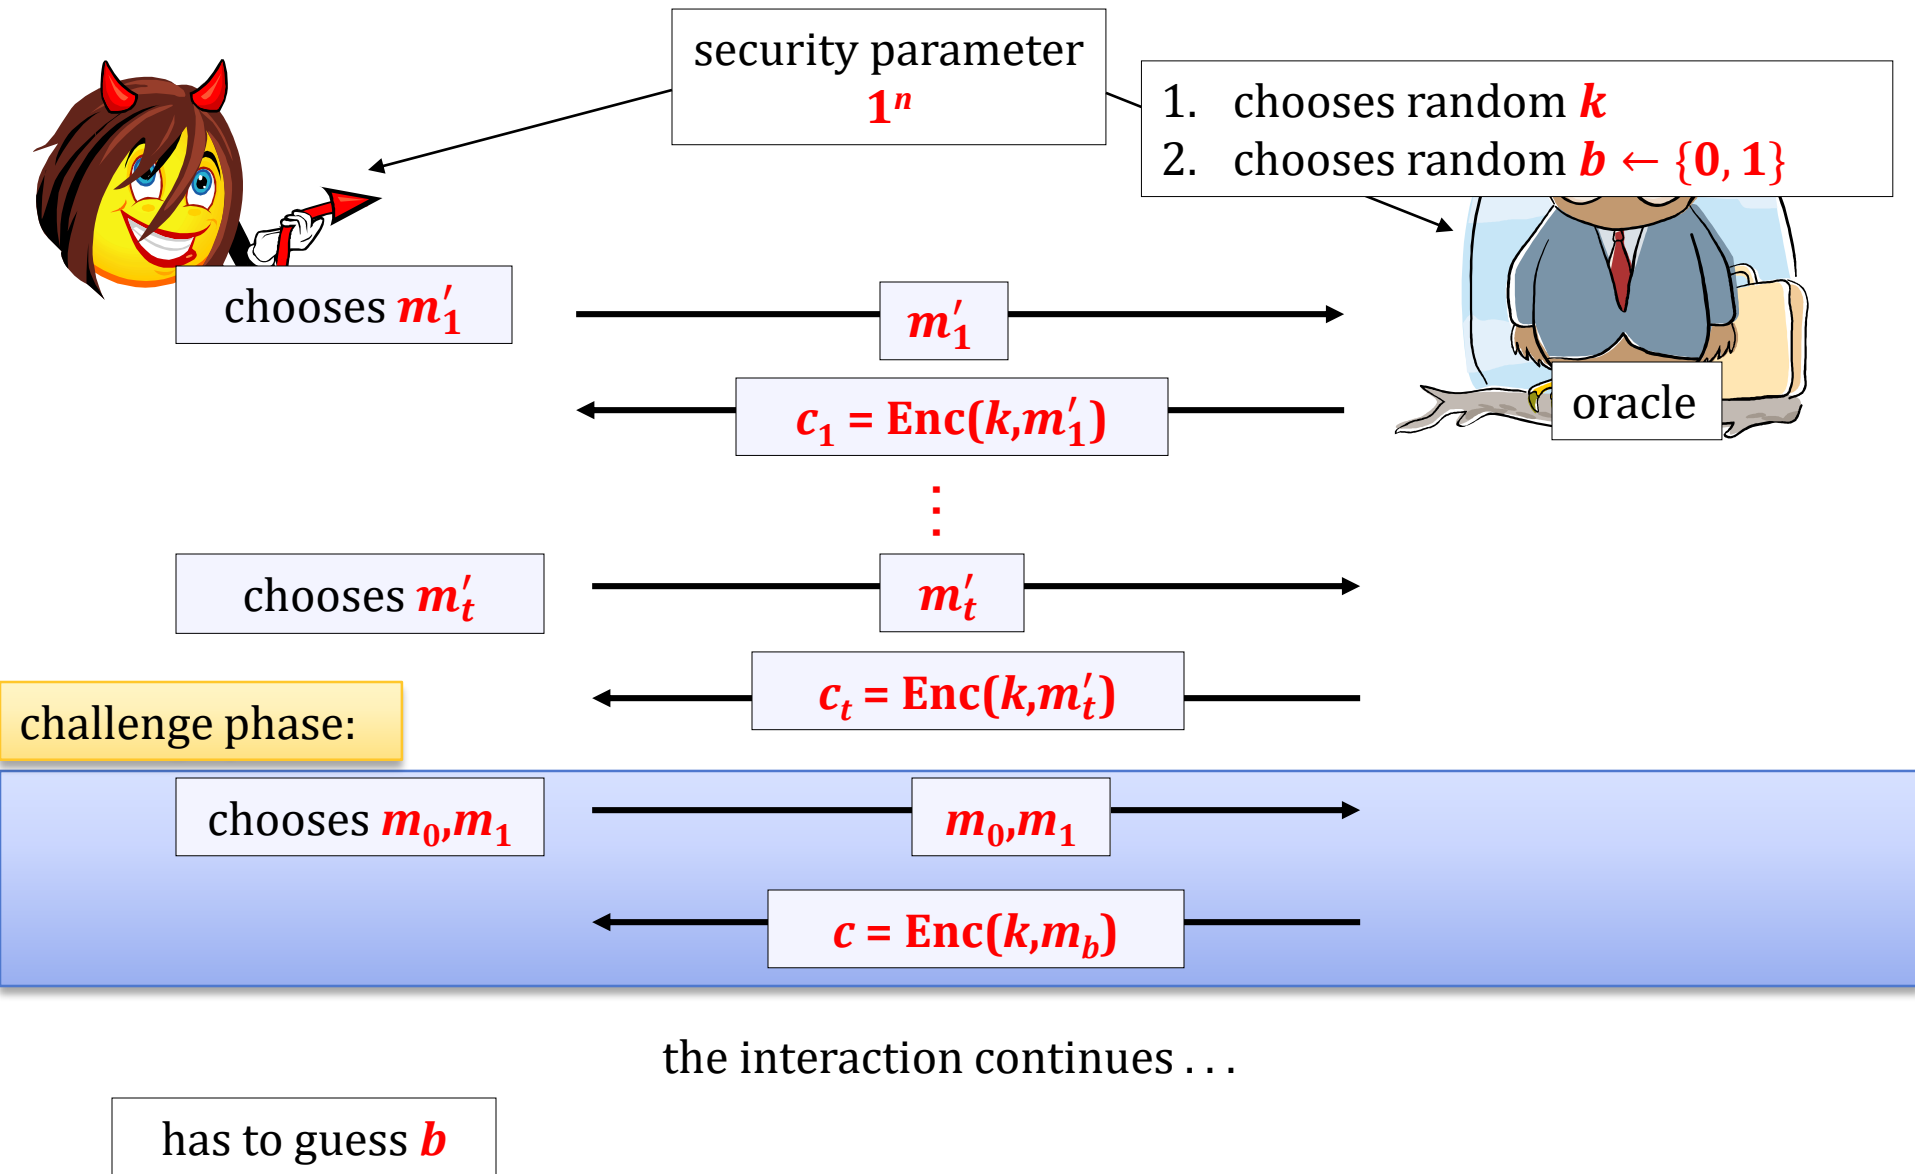 security parameter
1ⁿ
1. chooses random k
2. chooses random b ← {0, 1}
chooses m′₁
m′₁
c₁ = Enc(k,m′₁)
oracle
⋮
chooses m′ₜ
m′ₜ
cₜ = Enc(k,m′ₜ)
challenge phase:
chooses m₀,m₁
m₀,m₁
c = Enc(k,m_b)
the interaction continues . . .
has to guess b